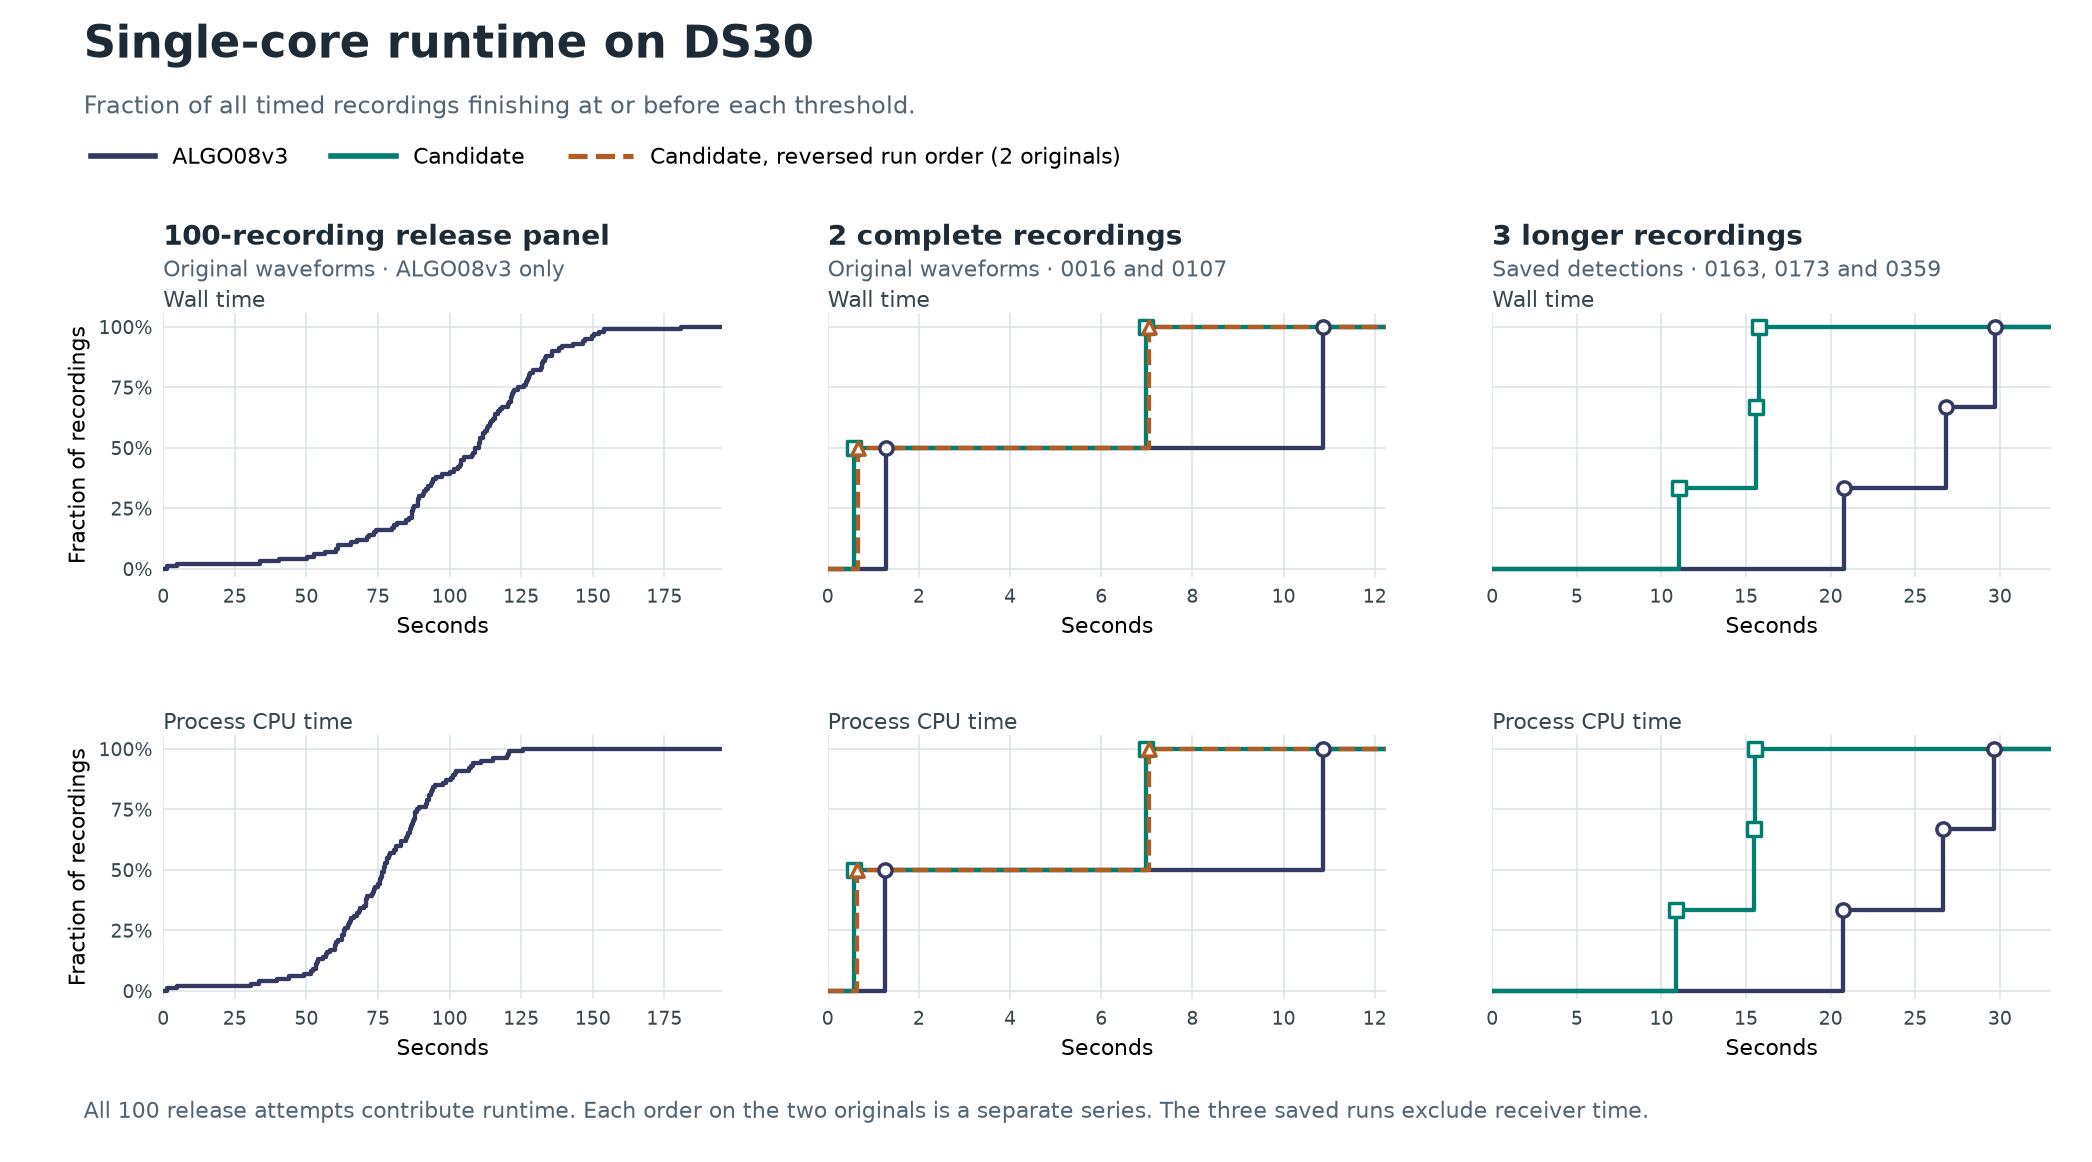 Single-core runtime on DS30
Fraction of all timed recordings finishing at or before each threshold.
ALGO08v3 Candidate Candidate, reversed run order (2 originals)
100-recording release panel
Original waveforms · ALGO08v3 only
Wall time
Fraction of recordings
100%
75%
50%
25%
0%
0 25 50 75 100 125 150 175
Seconds
2 complete recordings
Original waveforms · 0016 and 0107
Wall time
0 2 4 6 8 10 12
Seconds
3 longer recordings
Saved detections · 0163, 0173 and 0359
Wall time
0 5 10 15 20 25 30
Seconds
Process CPU time
Fraction of recordings
100%
75%
50%
25%
0%
0 25 50 75 100 125 150 175
Seconds
Process CPU time
0 2 4 6 8 10 12
Seconds
Process CPU time
0 5 10 15 20 25 30
Seconds
All 100 release attempts contribute runtime. Each order on the two originals is a separate series. The three saved runs exclude receiver time.